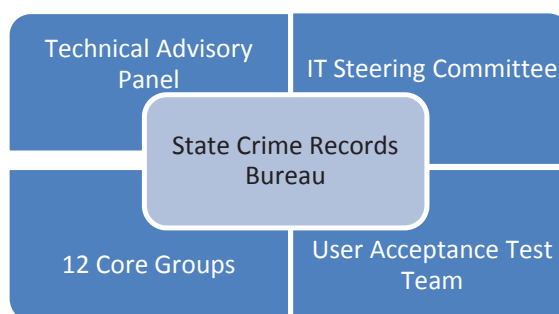 Technical Advisory
Panel
IT Steering Committee
State Crime Records
Bureau
12 Core Groups
User Acceptance Test
Team